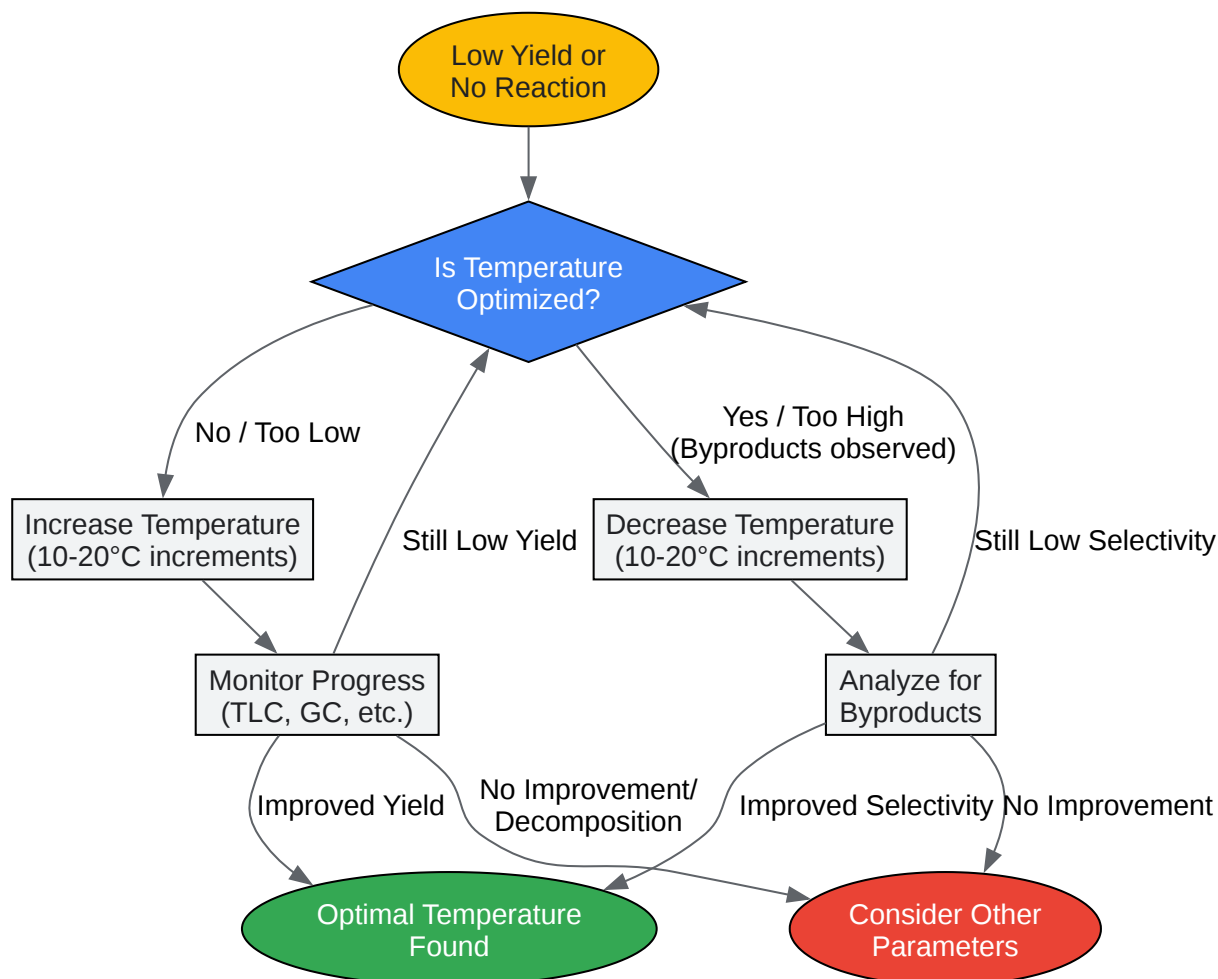 Low Yield or
No Reaction
Is Temperature
Optimized?
No / Too Low
Yes / Too High
(Byproducts observed)
Increase Temperature
(10-20°C increments)
Still Low Yield
Decrease Temperature
(10-20°C increments)
Still Low Selectivity
Monitor Progress
(TLC, GC, etc.)
Analyze for
Byproducts
Improved Yield
No Improvement/
Decomposition
Improved Selectivity
No Improvement
Optimal Temperature
Found
Consider Other
Parameters